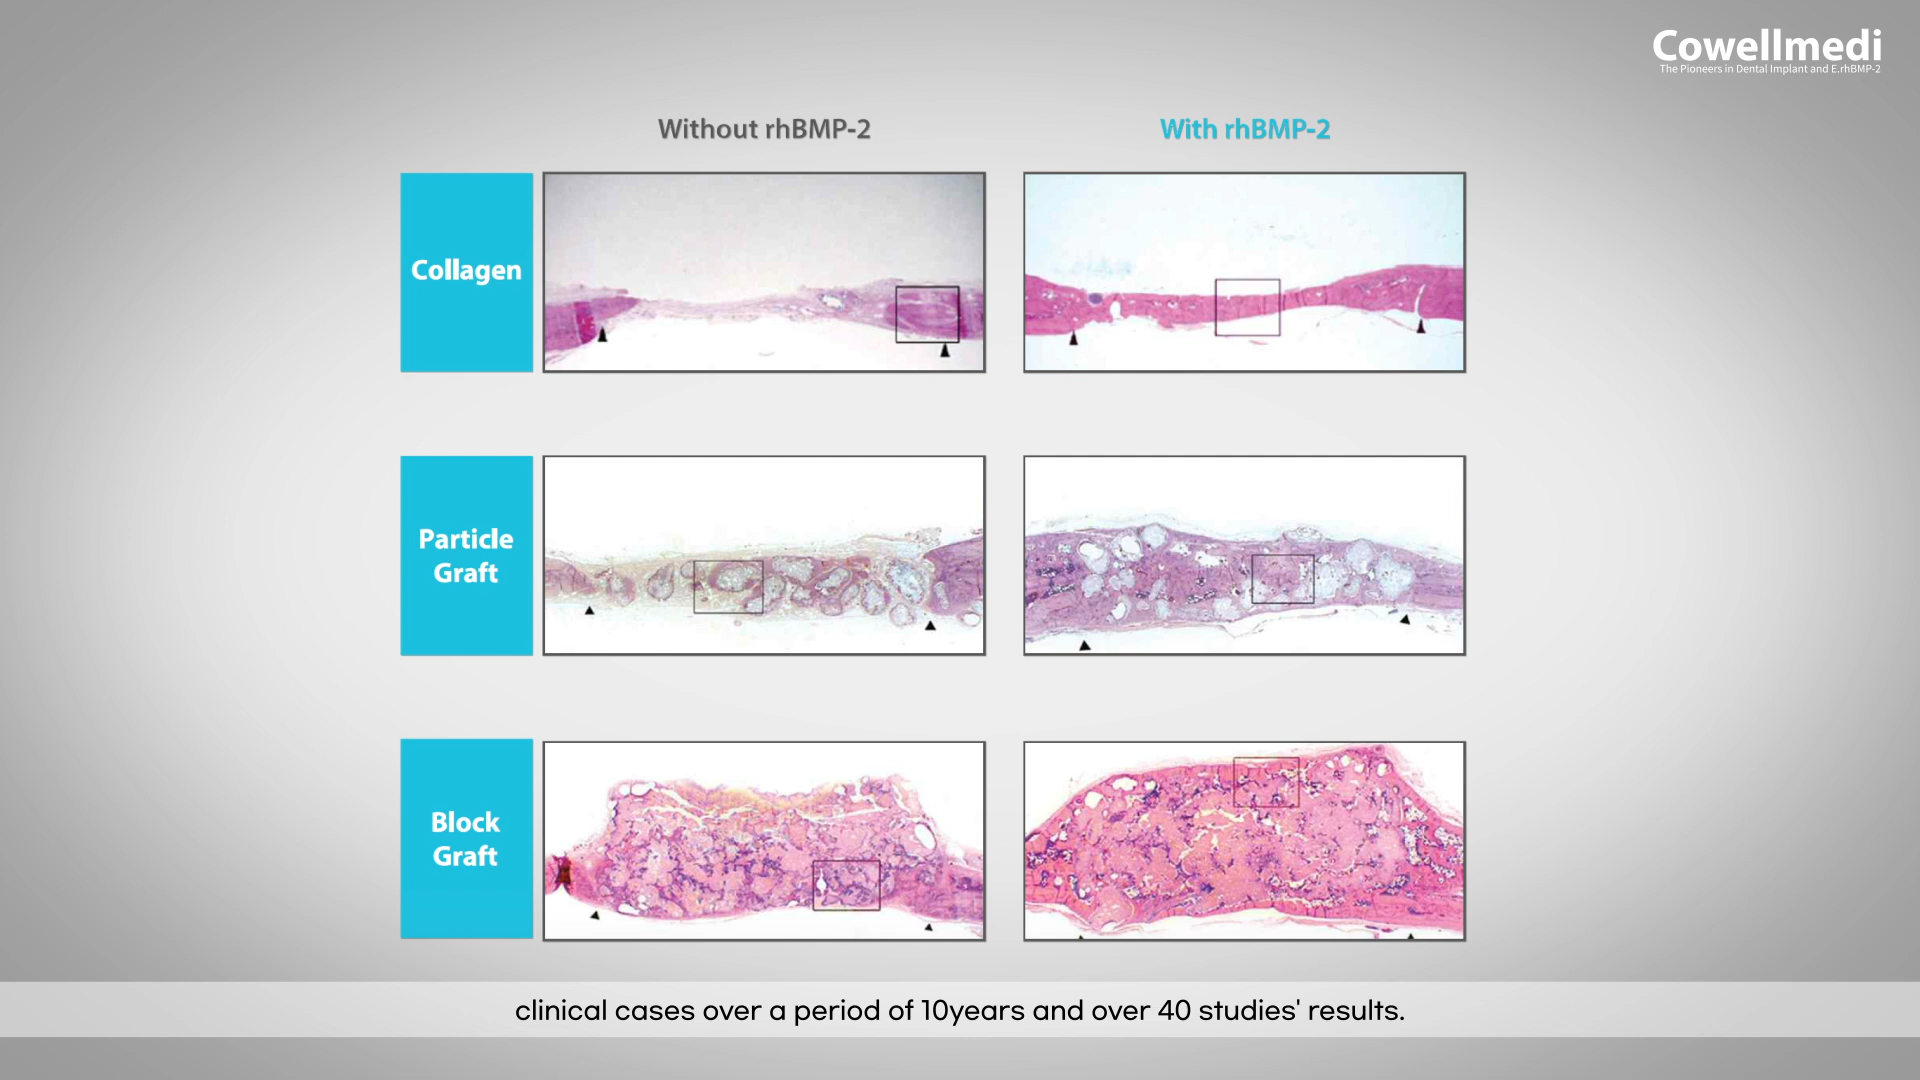 Cowellmedi
The Pioneers in Dental Implant and E.rhBMP-2
Without rhBMP-2
With rhBMP-2
Collagen
Particle
Graft
Block
Graft
clinical cases over a period of 10years and over 40 studies' results.